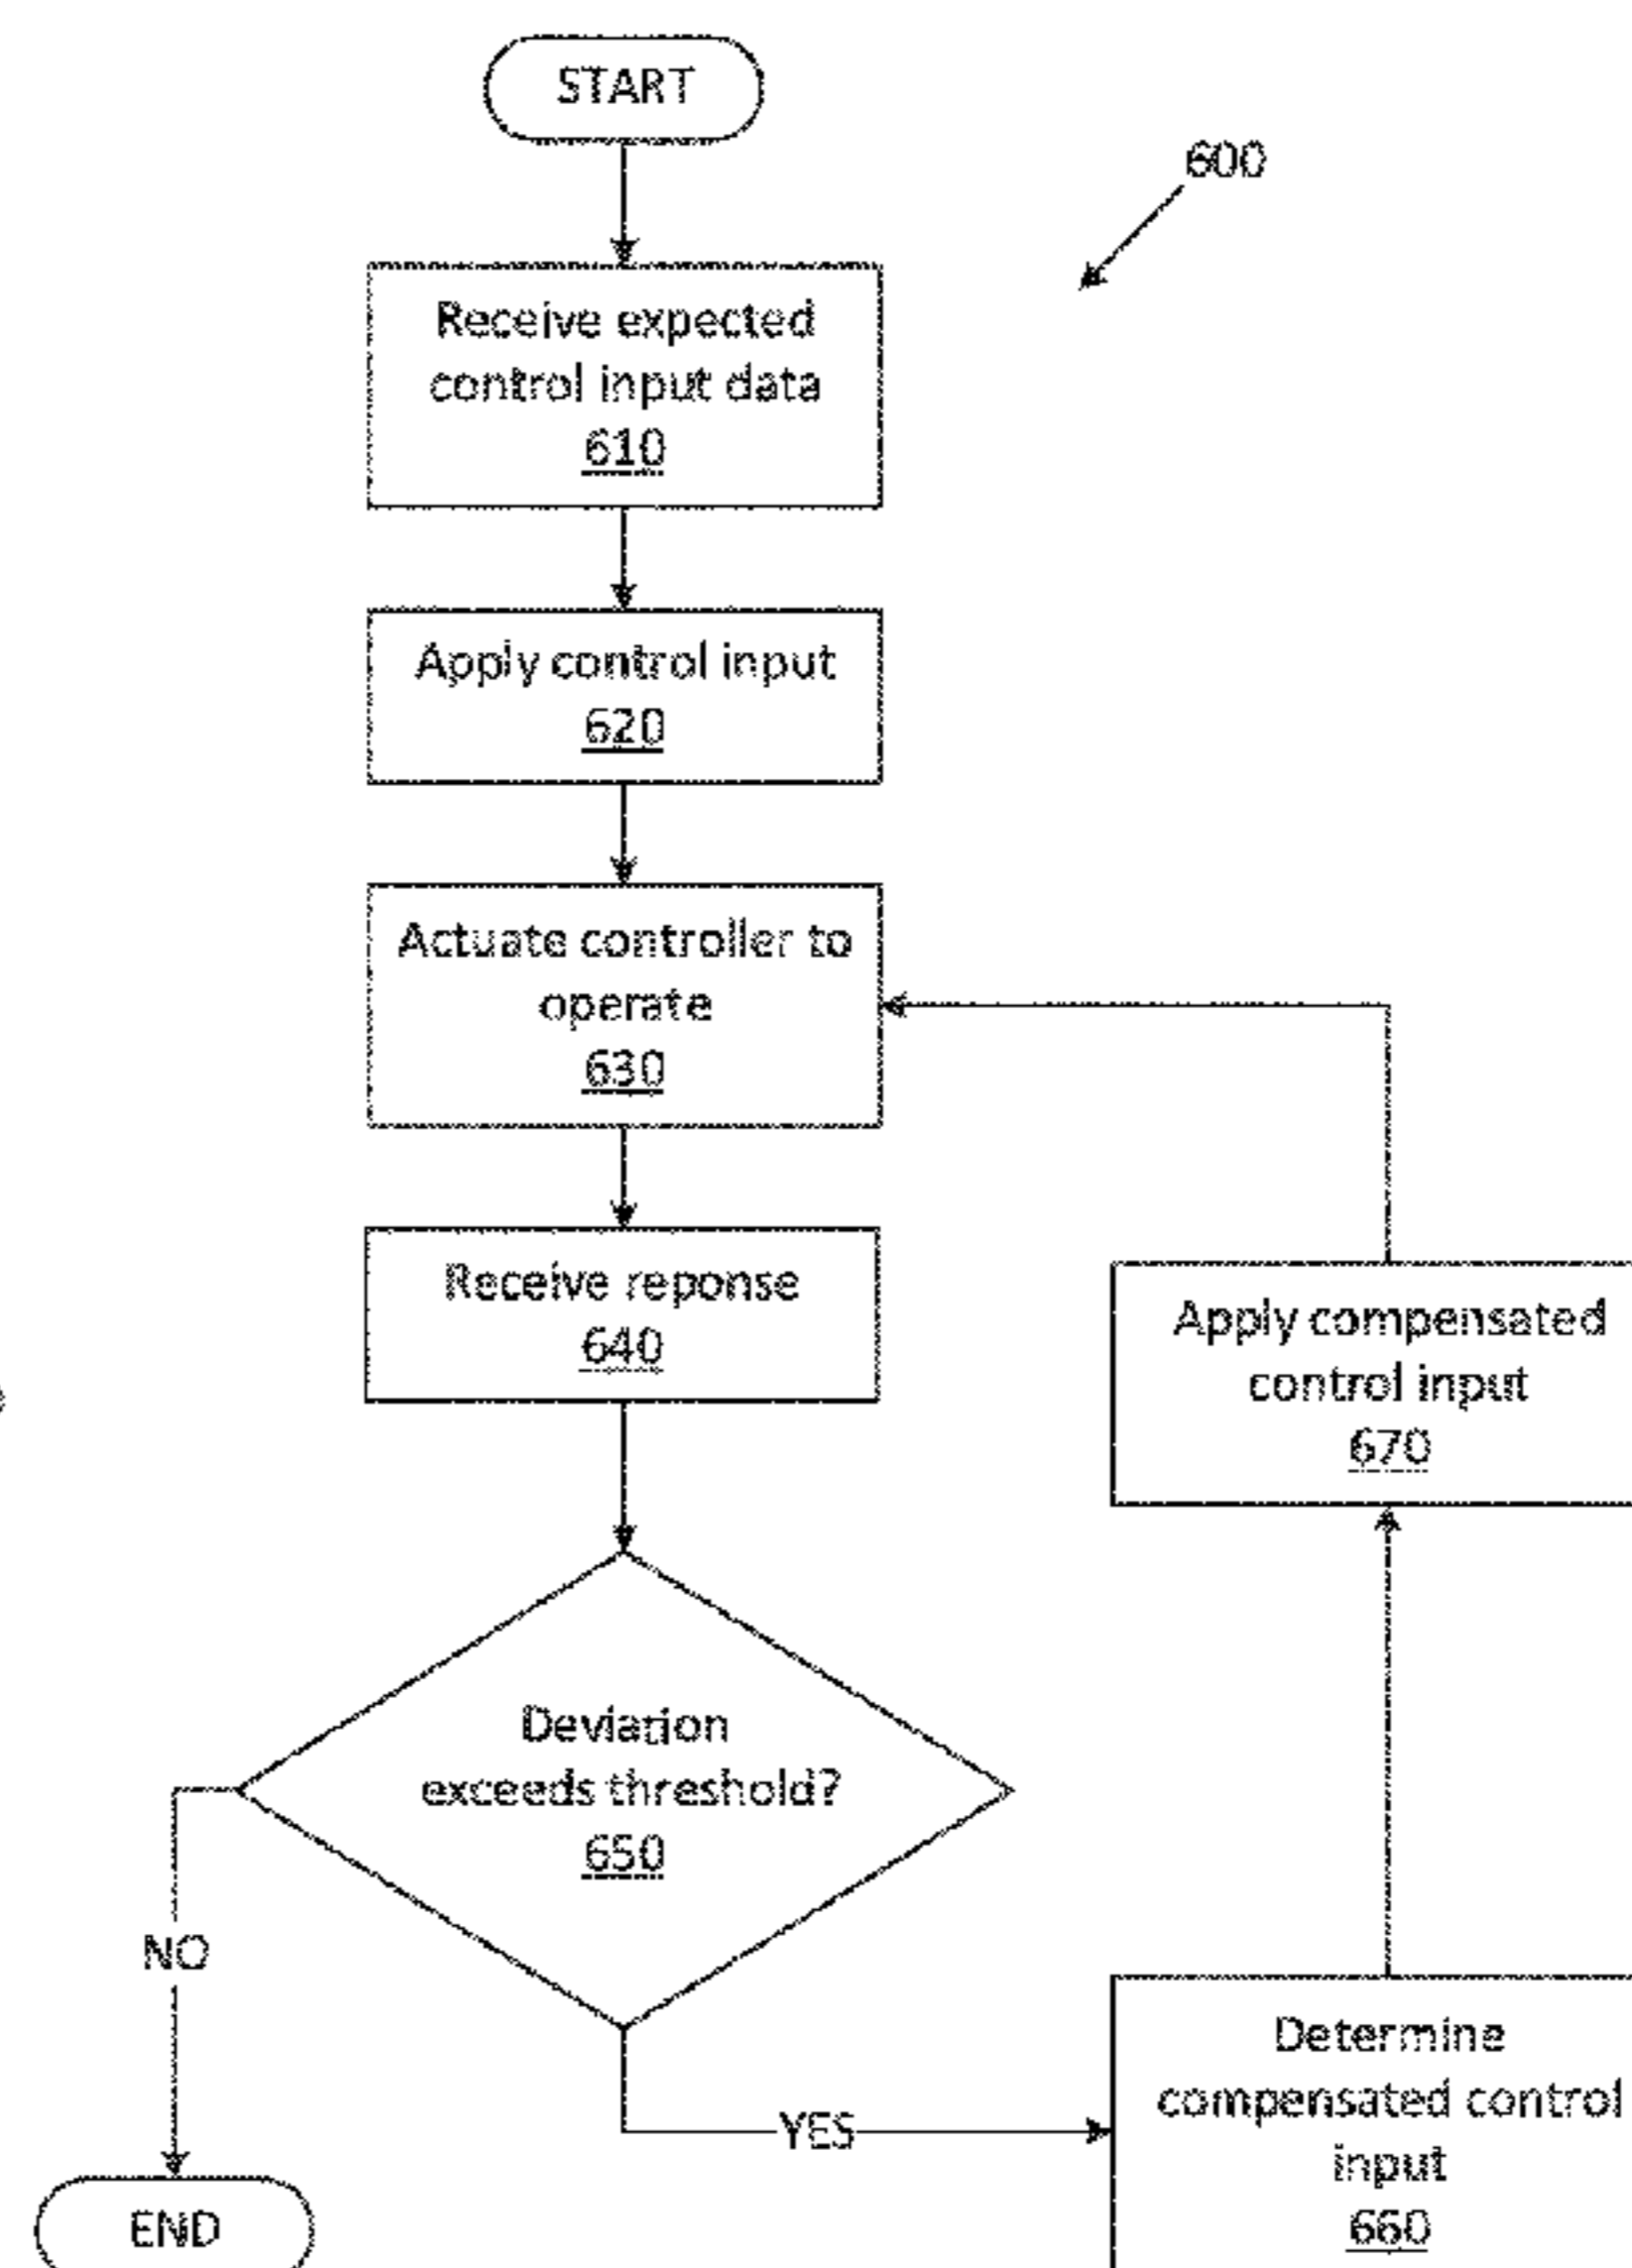 START
600
Receive expected
control input data
610
Apply control input
620
Actuate controller to
operate
630
Receive reponse
640
Apply compensated
control input
670
Deviation
exceeds threshold?
650
NO
YES
Determine
compensated control
input
660
END